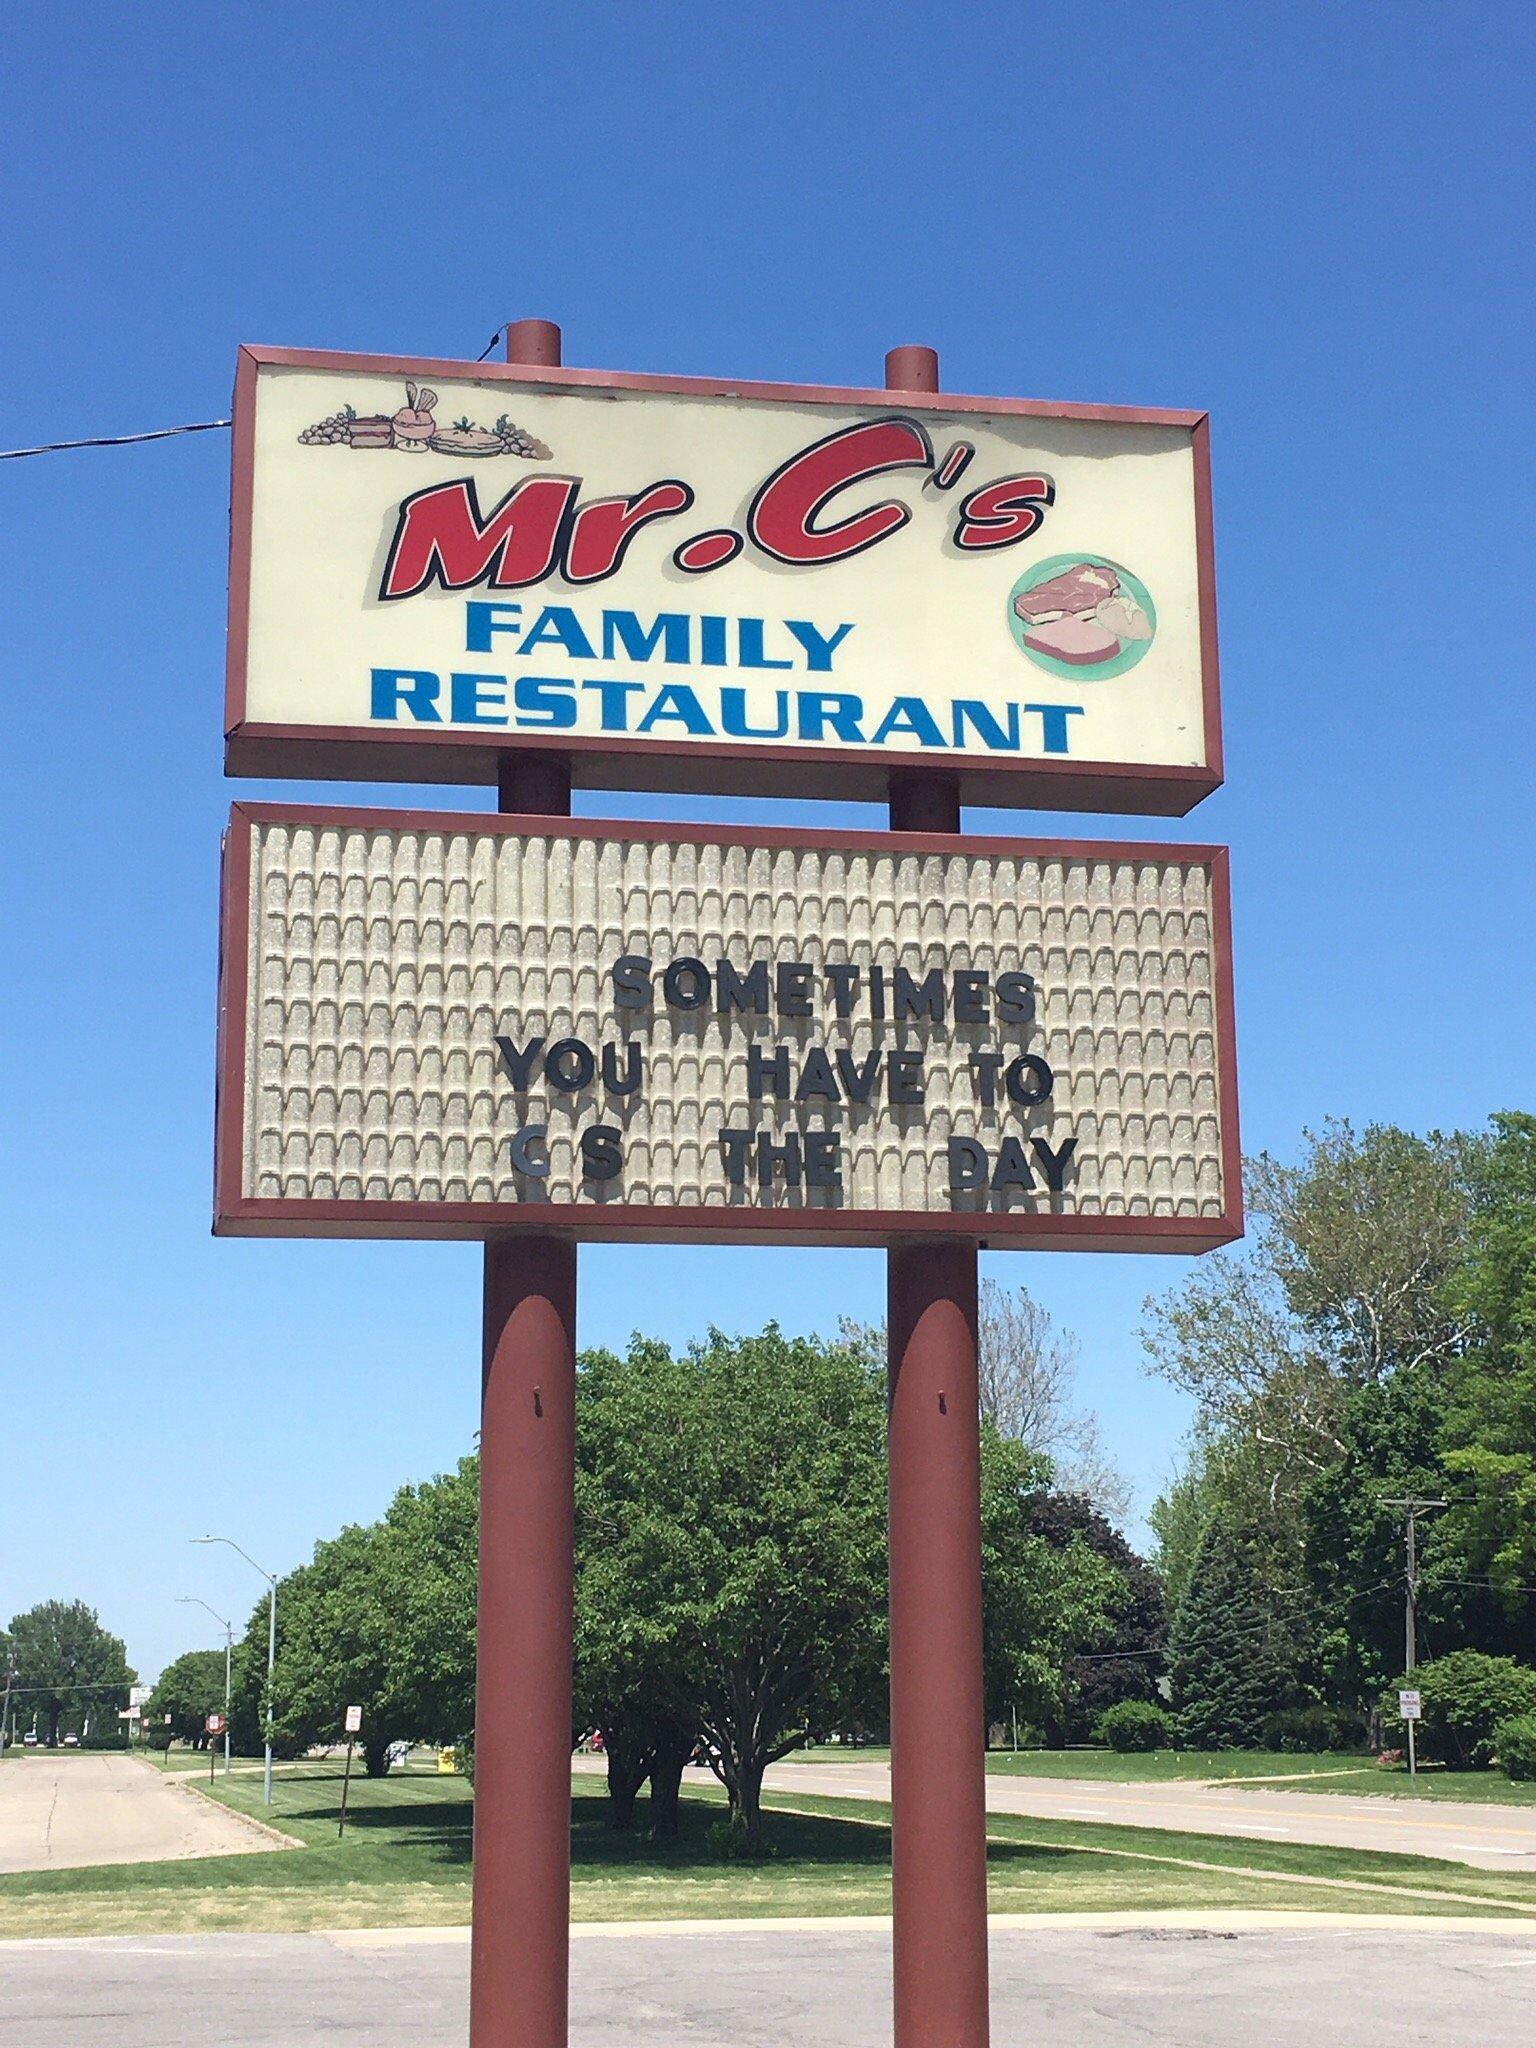 Mr. C's
FAMILY
RESTAURANT
SOMETIMES
YOU HAVE TO
C S THE DAY